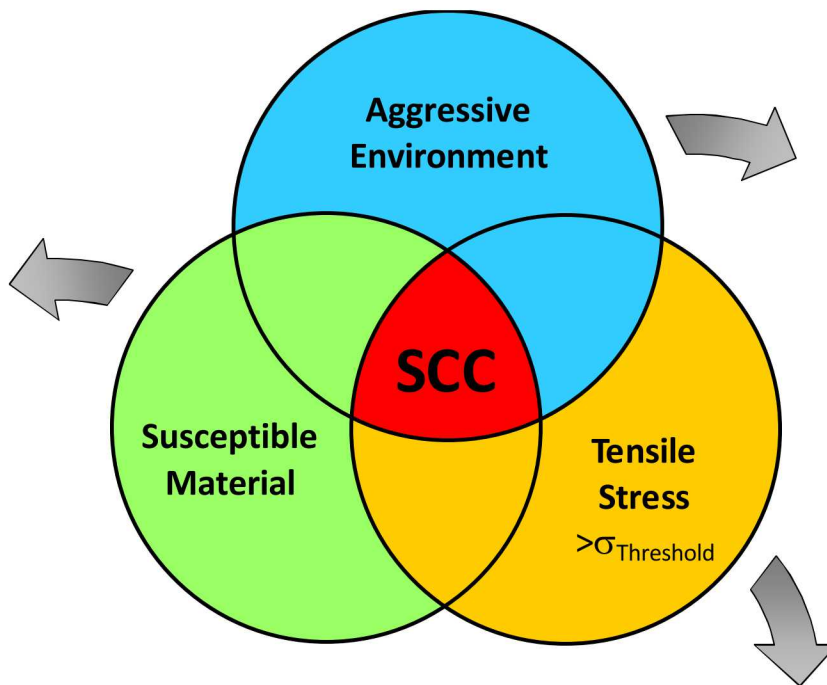 Aggressive
Environment
SCC
Susceptible
Material
Tensile
Stress
>σThreshold